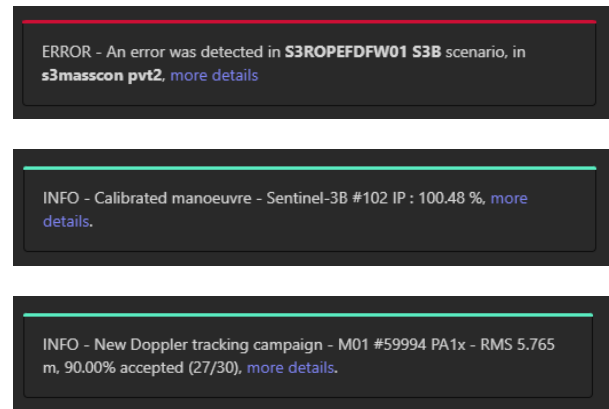 ERROR - An error was detected in S3ROPEFDFW01 S3B scenario, in
s3masscon pvt2, more details
INFO - Calibrated manoeuvre - Sentinel-3B #102 IP : 100.48 %, more
details.
INFO - New Doppler tracking campaign - M01 #59994 PA1x - RMS 5.765
m, 90.00% accepted (27/30), more details.